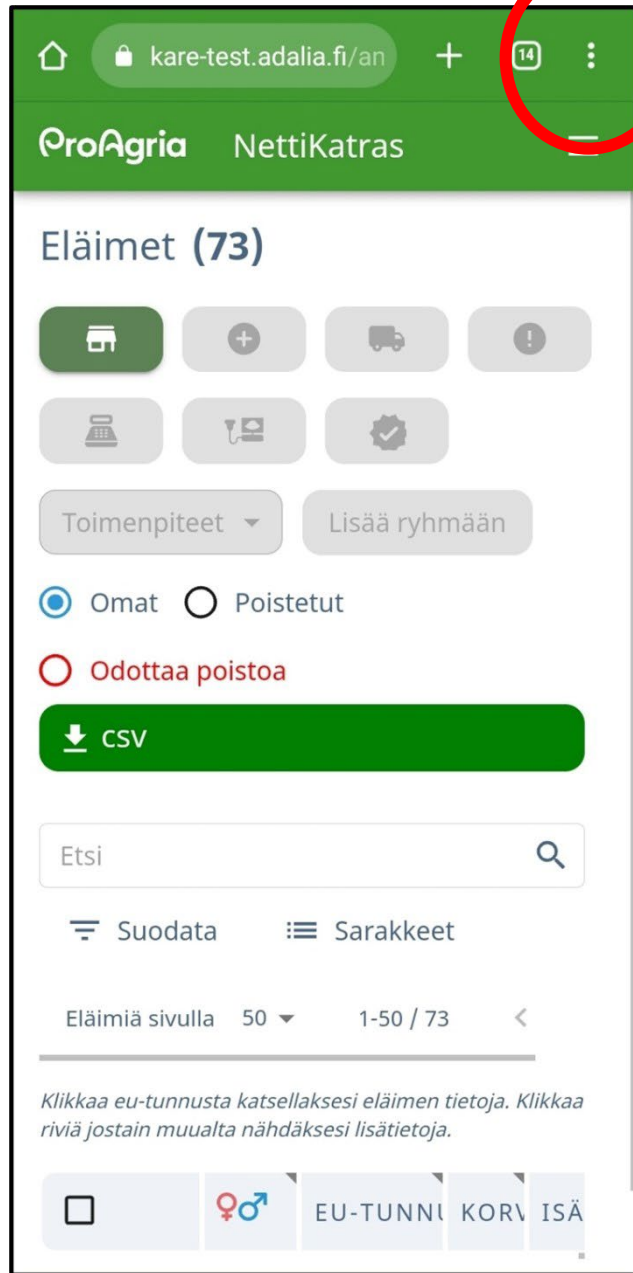 kare-test.adalia.fi/an
14
ProAgria NettiKatras
Eläimet (73)
Toimenpiteet Lisää ryhmään
Omat Poistetut
Odottaa poistoa
CSV
Etsi
Suodata Sarakkeet
Eläimiä sivulla 50 1-50 / 73
Klikkaa eu-tunnusta katsellaksesi eläimen tietoja. Klikkaa
riviä jostain muualta nähdäksesi lisätietoja.
EU-TUNNU KORV ISÄ